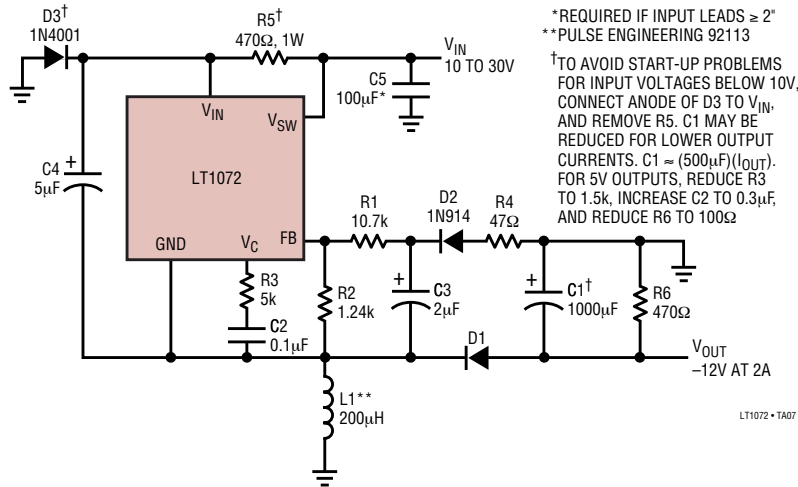 D3†
1N4001
R5†
470Ω, 1W
VIN
10 TO 30V
C5
100µF*
*REQUIRED IF INPUT LEADS ≥ 2"
**PULSE ENGINEERING 92113
†TO AVOID START-UP PROBLEMS
FOR INPUT VOLTAGES BELOW 10V,
CONNECT ANODE OF D3 TO VIN,
AND REMOVE R5. C1 MAY BE
REDUCED FOR LOWER OUTPUT
CURRENTS. C1 ≈ (500µF)(IOUT).
FOR 5V OUTPUTS, REDUCE R3
TO 1.5k, INCREASE C2 TO 0.3µF,
AND REDUCE R6 TO 100Ω
VIN
VSW
LT1072
GND
VC
FB
C4
5µF
+
R1
10.7k
D2
1N914
R4
47Ω
R3
5k
C2
0.1µF
R2
1.24k
+
C3
2µF
+
C1†
1000µF
R6
470Ω
D1
VOUT
–12V AT 2A
L1**
200µH
LT1072 • TA07